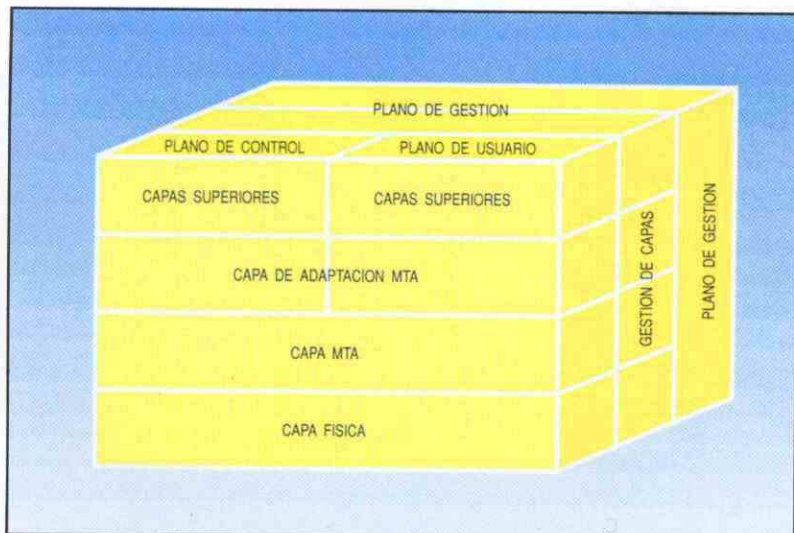 PLANO DE GESTION
PLANO DE CONTROL
PLANO DE USUARIO
CAPAS SUPERIORES
CAPAS SUPERIORES
CAPA DE ADAPTACION MTA
CAPA MTA
CAPA FISICA
GESTION DE CAPAS
PLANO DE GESTION